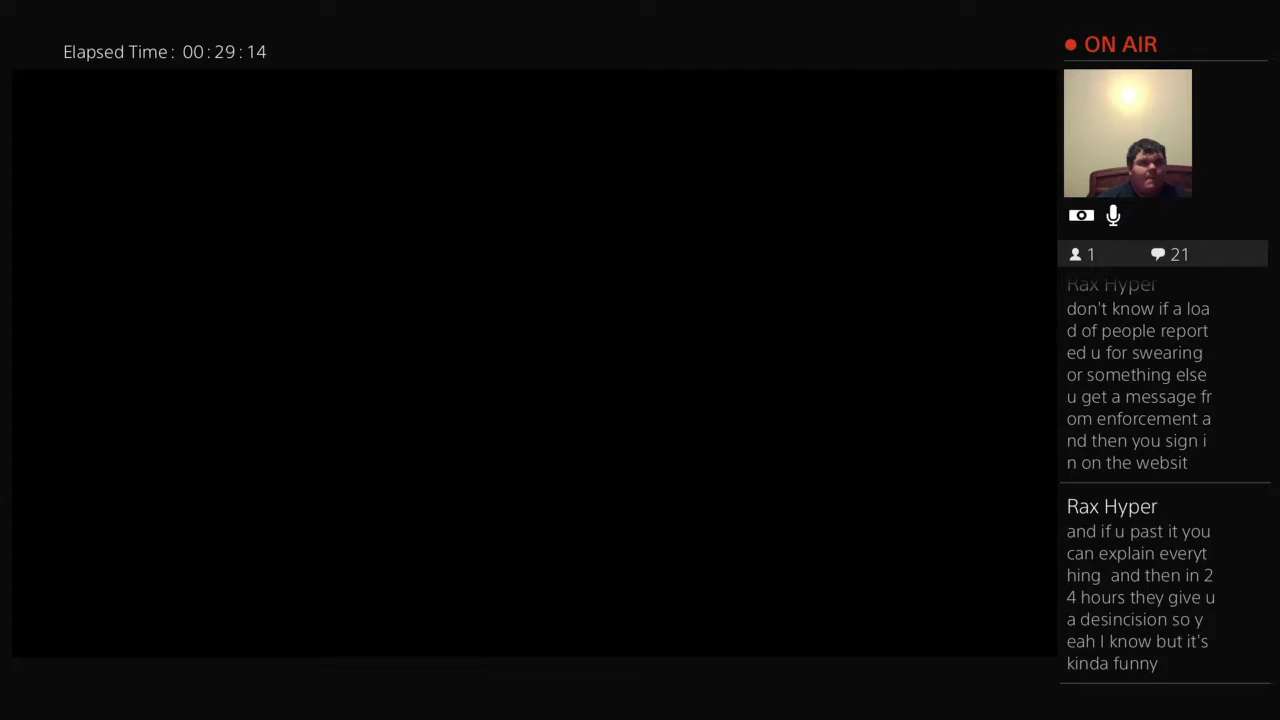 Elapsed Time: 00:29:14
ON AIR
1 21
Rax Hyper
don't know if a loa
d of people report
ed u for swearing
or something else
u get a message fr
om enforcement a
nd then you sign i
n on the websit
Rax Hyper
and if u past it you
can explain everyt
hing  and then in 2
4 hours they give u
a desincision so y
eah I know but it's
kinda funny